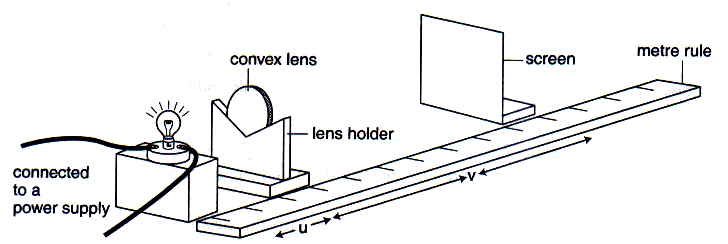 convex lens
screen
metre rule
lens holder
connected
to a
power supply
v
u